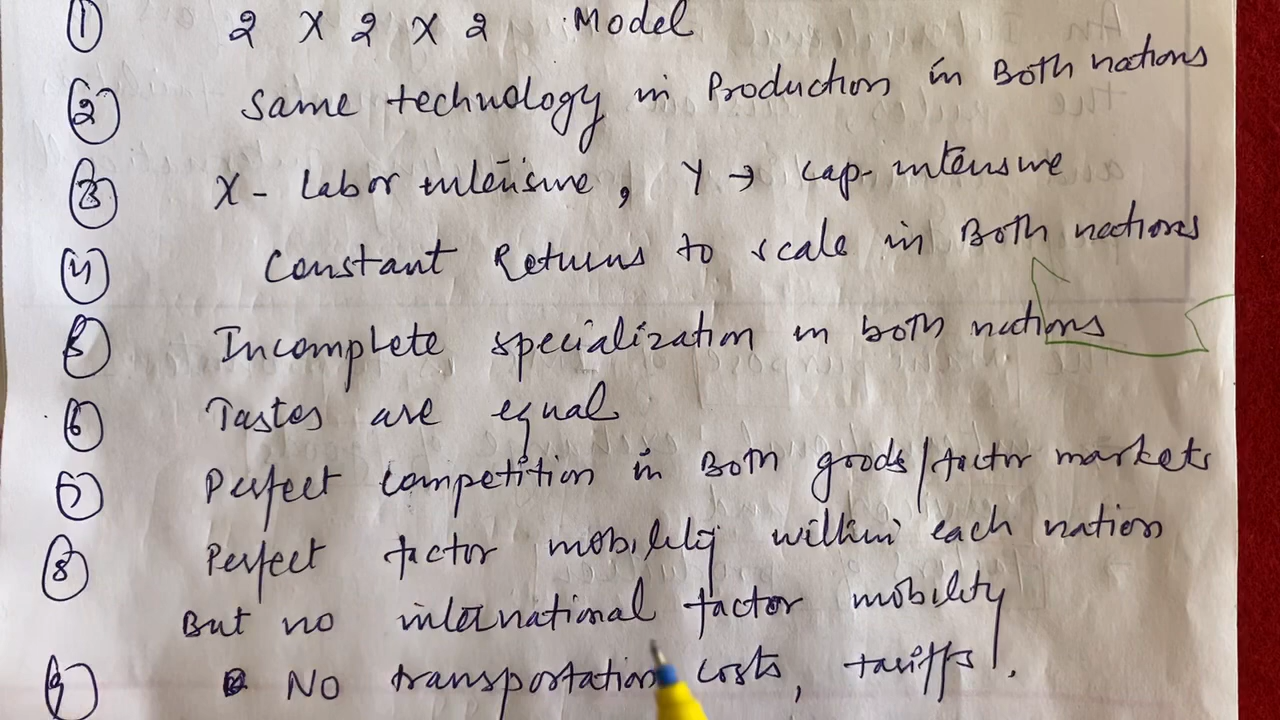 ① 2 X 2 X 2 Model
② Same technology in Production in Both nations
③ X - Labor intensive, Y → cap- intensive
④ Constant Returns to scale in Both nations
⑤ Incomplete specialization in both nations
⑥ Tastes are equal
⑦ Perfect competition in Both goods/factor markets
⑧ Perfect factor mobility within each nation
But no international factor mobility
⑨ No transportation costs, tariffs.